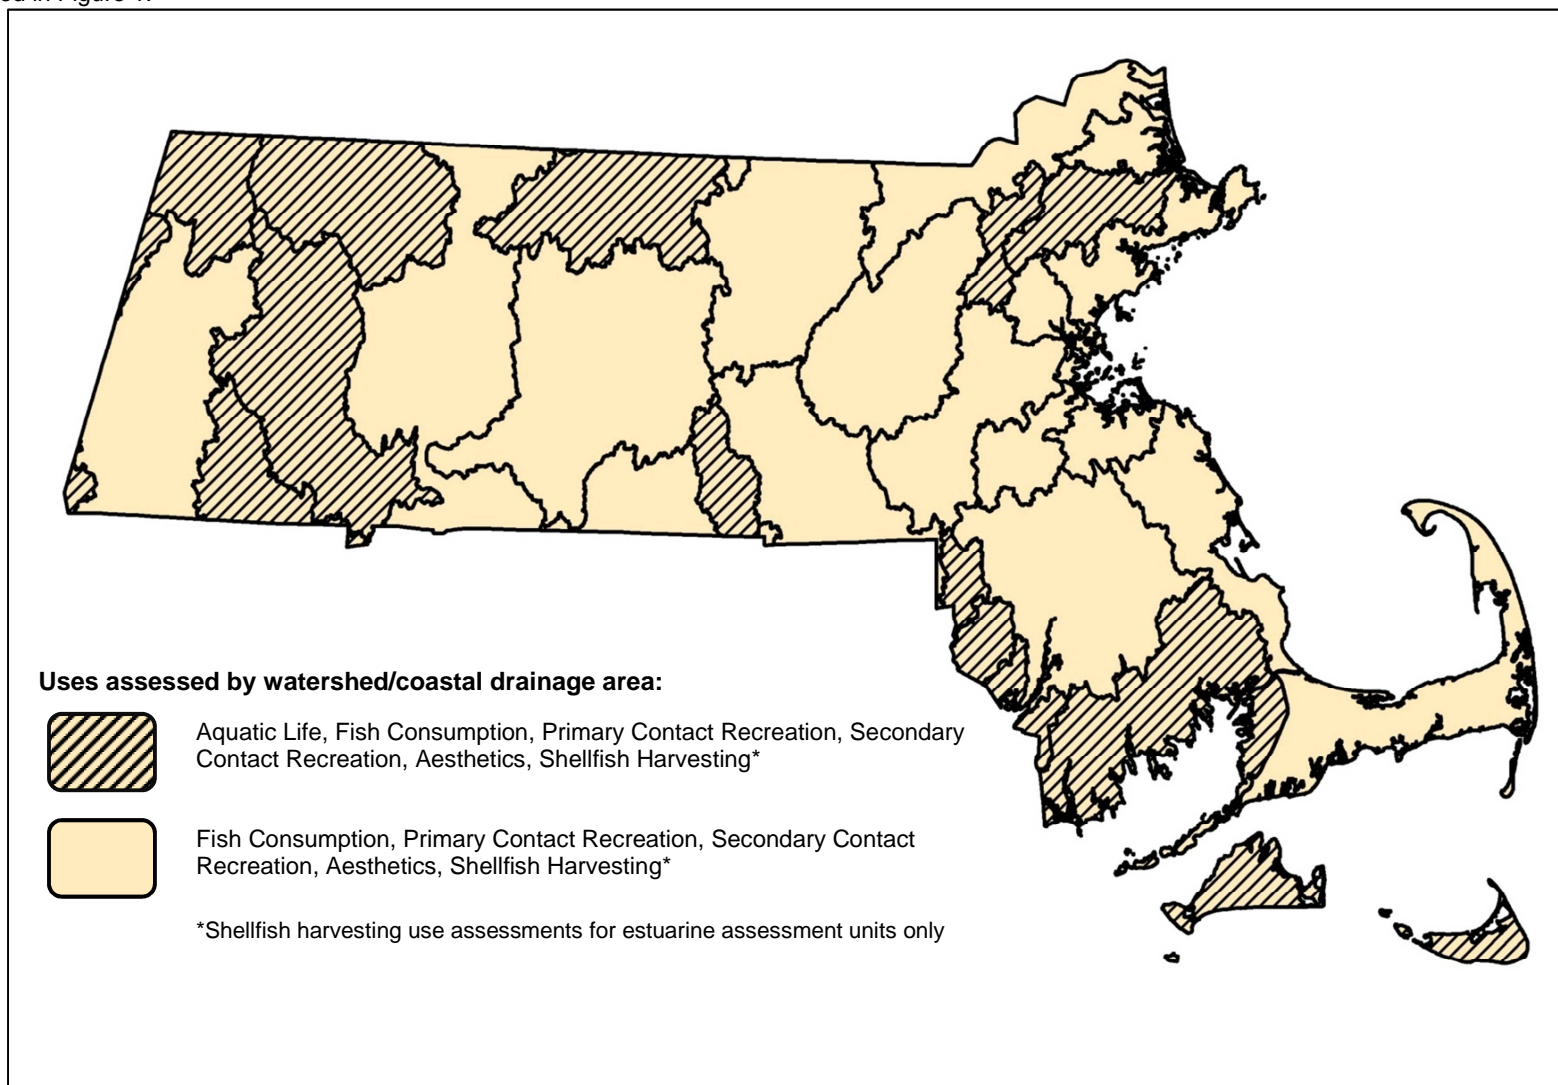 Uses assessed by watershed/coastal drainage area:
Aquatic Life, Fish Consumption, Primary Contact Recreation, Secondary
Contact Recreation, Aesthetics, Shellfish Harvesting*
Fish Consumption, Primary Contact Recreation, Secondary Contact
Recreation, Aesthetics, Shellfish Harvesting*
*Shellfish harvesting use assessments for estuarine assessment units only